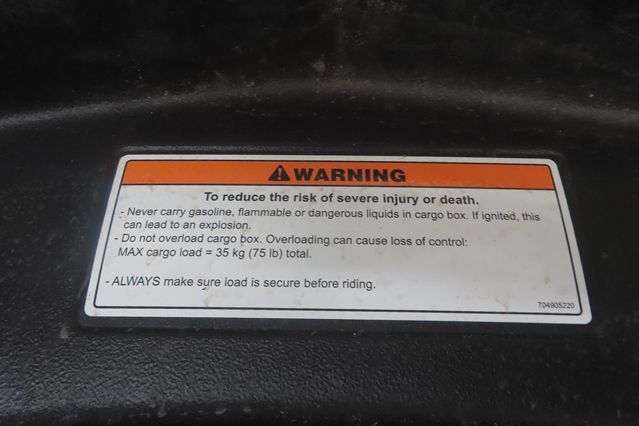 WARNING
To reduce the risk of severe injury or death.
- Never carry gasoline, flammable or dangerous liquids in cargo box. If ignited, this
can lead to an explosion.
- Do not overload cargo box. Overloading can cause loss of control:
MAX cargo load = 35 kg (75 lb) total.
- ALWAYS make sure load is secure before riding.
704905220